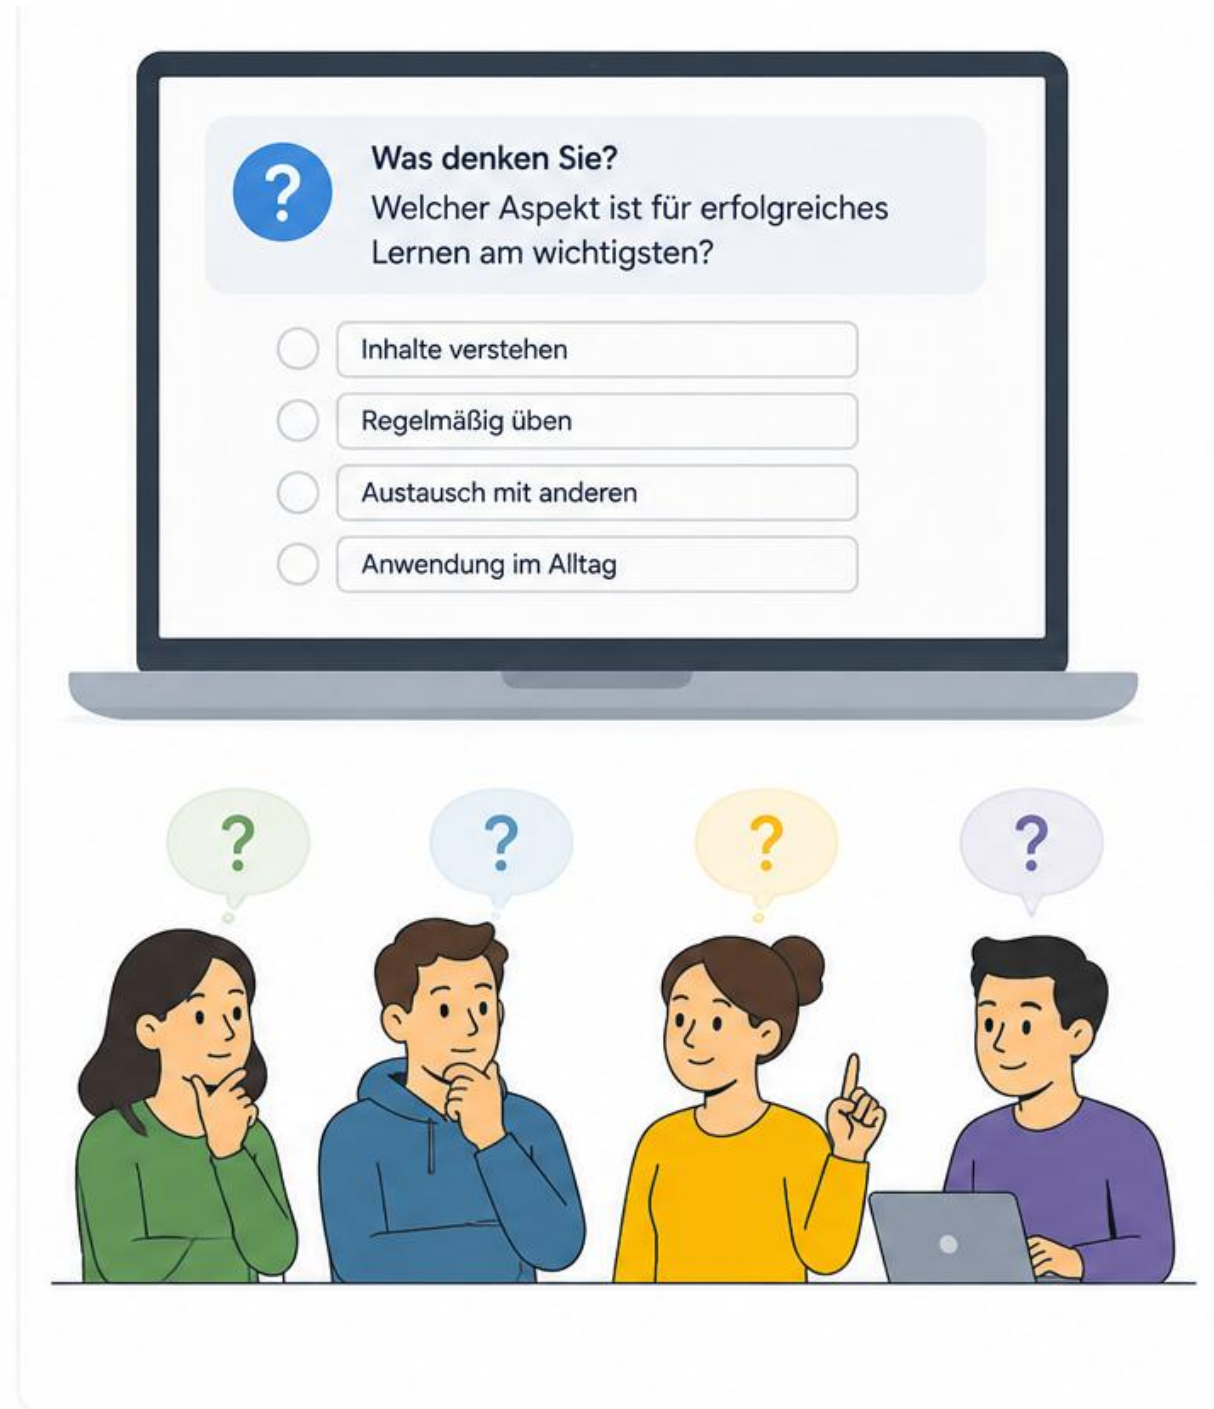 ?
Was denken Sie?
Welcher Aspekt ist für erfolgreiches
Lernen am wichtigsten?
Inhalte verstehen
Regelmäßig üben
Austausch mit anderen
Anwendung im Alltag
? ? ? ?